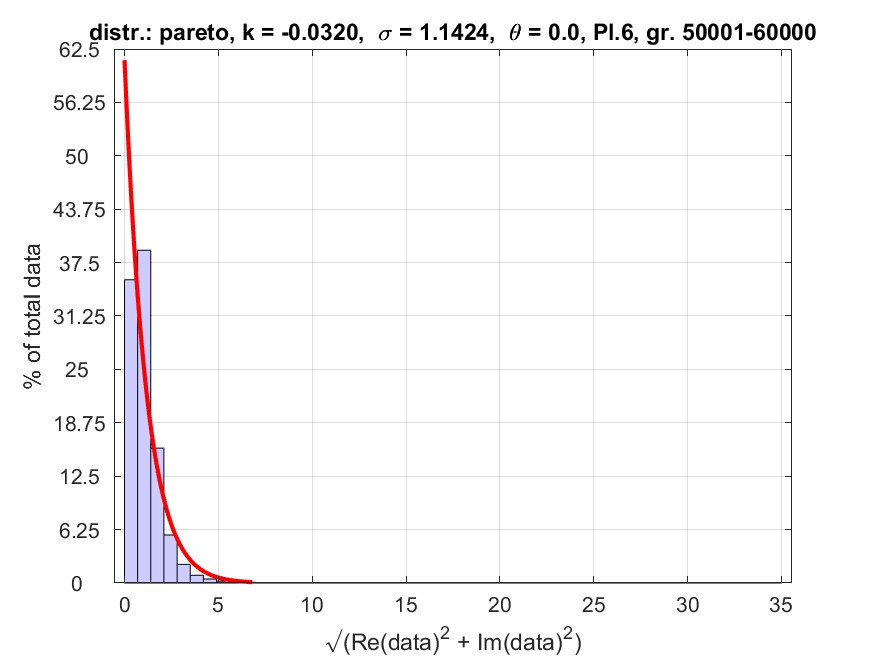 distr.: pareto, k = -0.0320, σ = 1.1424, θ = 0.0, Pl.6, gr. 50001-60000
62.5
56.25
50
43.75
37.5
31.25
25
18.75
12.5
6.25
0
% of total data
0 5 10 15 20 25 30 35
√(Re(data)² + Im(data)²)